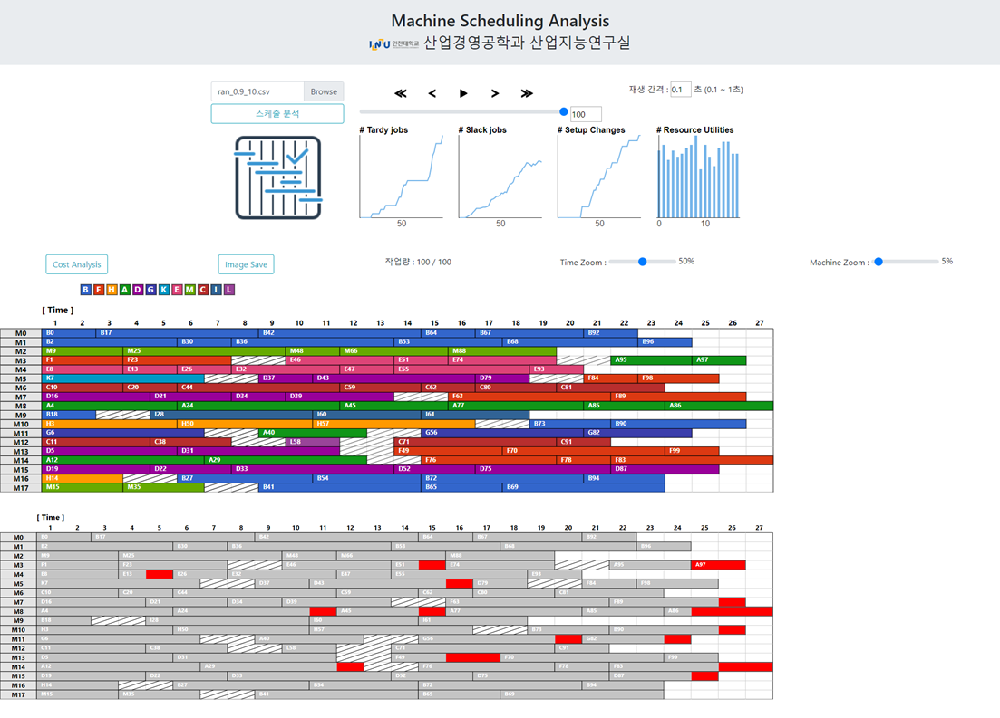 Machine Scheduling Analysis
INU 인천대학교 산업경영공학과 산업지능연구실
ran_0.9_10.csv Browse
재생 간격 : 0.1 초 (0.1 ~ 1초)
스케줄 분석
100
# Tardy jobs # Slack jobs # Setup Changes # Resource Utilities
50 50 50 0 10
Cost Analysis Image Save 작업량 : 100 / 100 Time Zoom : 50% Machine Zoom : 5%
B F H A D G K E M C I L
[ Time ]
1 2 3 4 5 6 7 8 9 10 11 12 13 14 15 16 17 18 19 20 21 22 23 24 25 26 27
M0 B0 B17 B42 B64 B67 B92
M1 B2 B30 B36 B53 B68 B96
M2 M9 M25 M48 M66 M88
M3 F1 F23 E46 E51 E74 A95 A97
M4 E8 E13 E26 E32 E47 E55 E93
M5 K7 D37 D43 D79 F84 F98
M6 C10 C20 C44 C59 C62 C80 C81
M7 D16 D21 D34 D39 F63 F89
M8 A4 A24 A45 A77 A85 A86
M9 B18 I28 I60 I61
M10 H3 H50 H57 B73 B90
M11 G6 A40 G56 G82
M12 C11 C38 L58 C71 C91
M13 D5 D31 F49 F70 F99
M14 A12 A29 F76 F78 F83
M15 D19 D22 D33 D52 D75 D87
M16 H14 B27 B54 B72 B94
M17 M15 M35 B41 B65 B69
[ Time ]
1 2 3 4 5 6 7 8 9 10 11 12 13 14 15 16 17 18 19 20 21 22 23 24 25 26 27
M0 B0 B17 B42 B64 B67 B92
M1 B2 B30 B36 B53 B68 B96
M2 M9 M25 M48 M66 M88
M3 F1 F23 E46 E51 E74 A95 A97
M4 E8 E13 E26 E32 E47 E55 E93
M5 K7 D37 D43 D79 F84 F98
M6 C10 C20 C44 C59 C62 C80 C81
M7 D16 D21 D34 D39 F63 F89
M8 A4 A24 A45 A77 A85 A86
M9 B18 I28 I60 I61
M10 H3 H50 H57 B73 B90
M11 G6 A40 G56 G82
M12 C11 C38 L58 C71 C91
M13 D5 D31 F49 F70 F99
M14 A12 A29 F76 F78 F83
M15 D19 D22 D33 D52 D75 D87
M16 H14 B27 B54 B72 B94
M17 M15 M35 B41 B65 B69